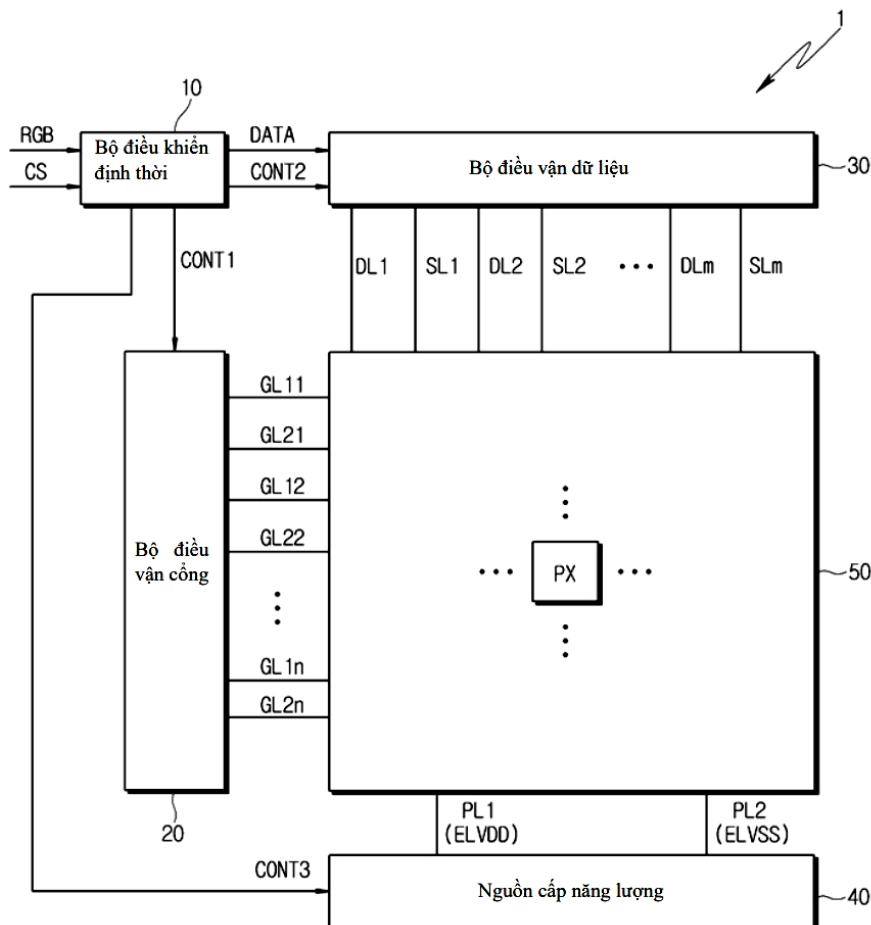 1
10
RGB
CS
Bộ điều khiển
định thời
DATA
CONT2
Bộ điều vận dữ liệu
30
CONT1
DL1
SL1
DL2
SL2
...
DLm
SLm
GL11
GL21
GL12
GL22
GL1n
GL2n
Bộ điều
vận cổng
PX
50
20
PL1
(ELVDD)
PL2
(ELVSS)
CONT3
Nguồn cấp năng lượng
40